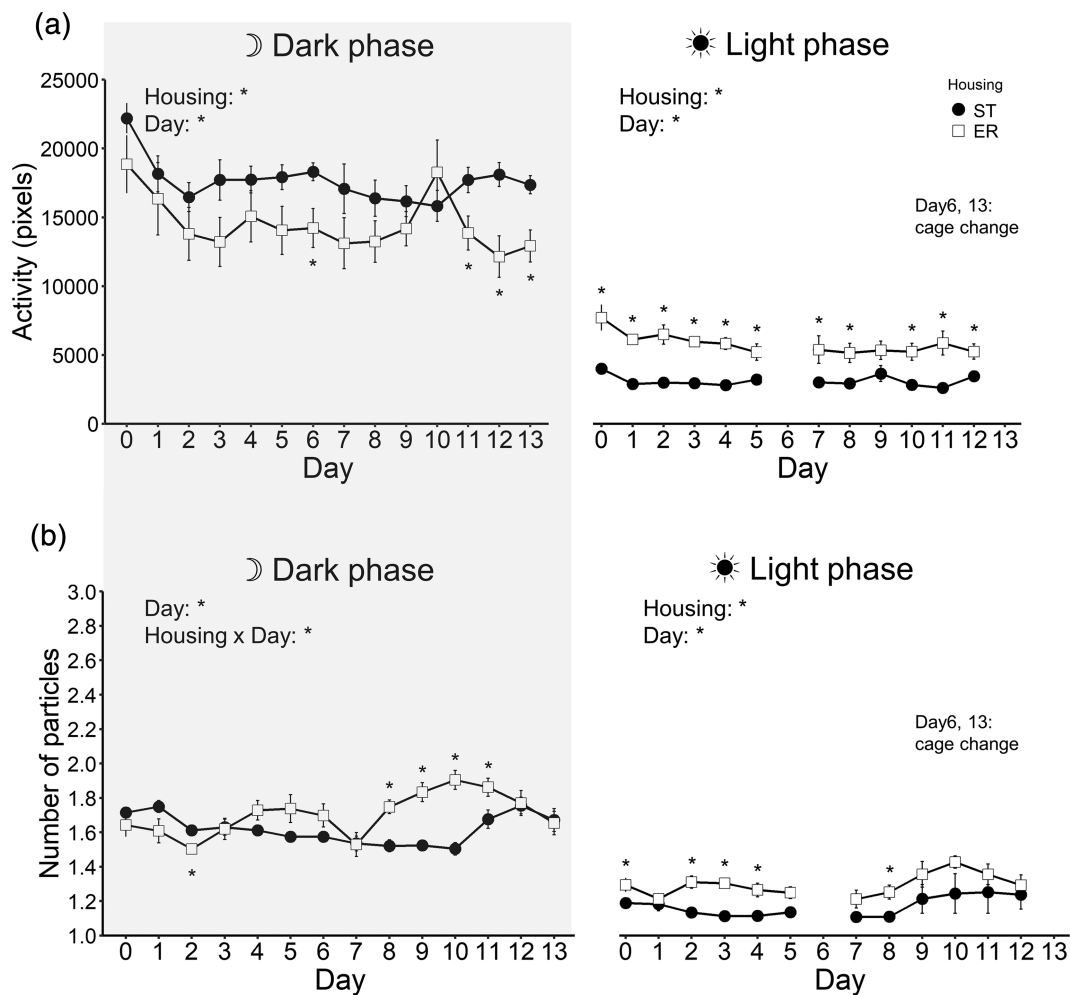 (a)
Dark phase
Light phase
25000
20000
15000
10000
5000
0
Activity (pixels)
Housing: *
Day: *
* * * *
0 1 2 3 4 5 6 7 8 9 10 11 12 13
Day
Housing: *
Day: *
Housing
ST
ER
Day6, 13:
cage change
* * * * * * * * * * *
0 1 2 3 4 5 6 7 8 9 10 11 12 13
Day
(b)
Dark phase
Light phase
3.0
2.8
2.6
2.4
2.2
2.0
1.8
1.6
1.4
1.2
1.0
Number of particles
Day: *
Housing x Day: *
* * * * *
0 1 2 3 4 5 6 7 8 9 10 11 12 13
Day
Housing: *
Day: *
Day6, 13:
cage change
* * * * *
0 1 2 3 4 5 6 7 8 9 10 11 12 13
Day